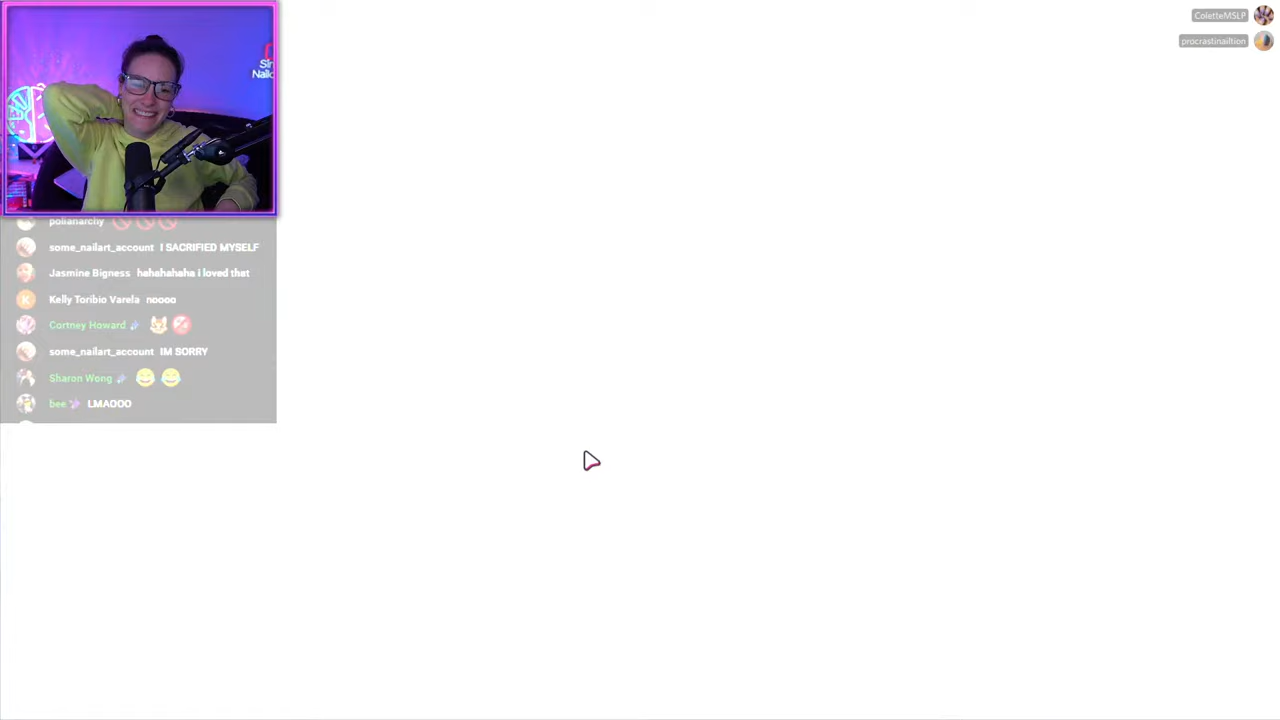 ColetteMSLP
procrastinailtion
polianarchy
some_nailart_account I SACRIFIED MYSELF
Jasmine Bigness hahahahaha i loved that
K Kelly Toribio Varela noooo
Cortney Howard
some_nailart_account IM SORRY
Sharon Wong
bee LMAOOO